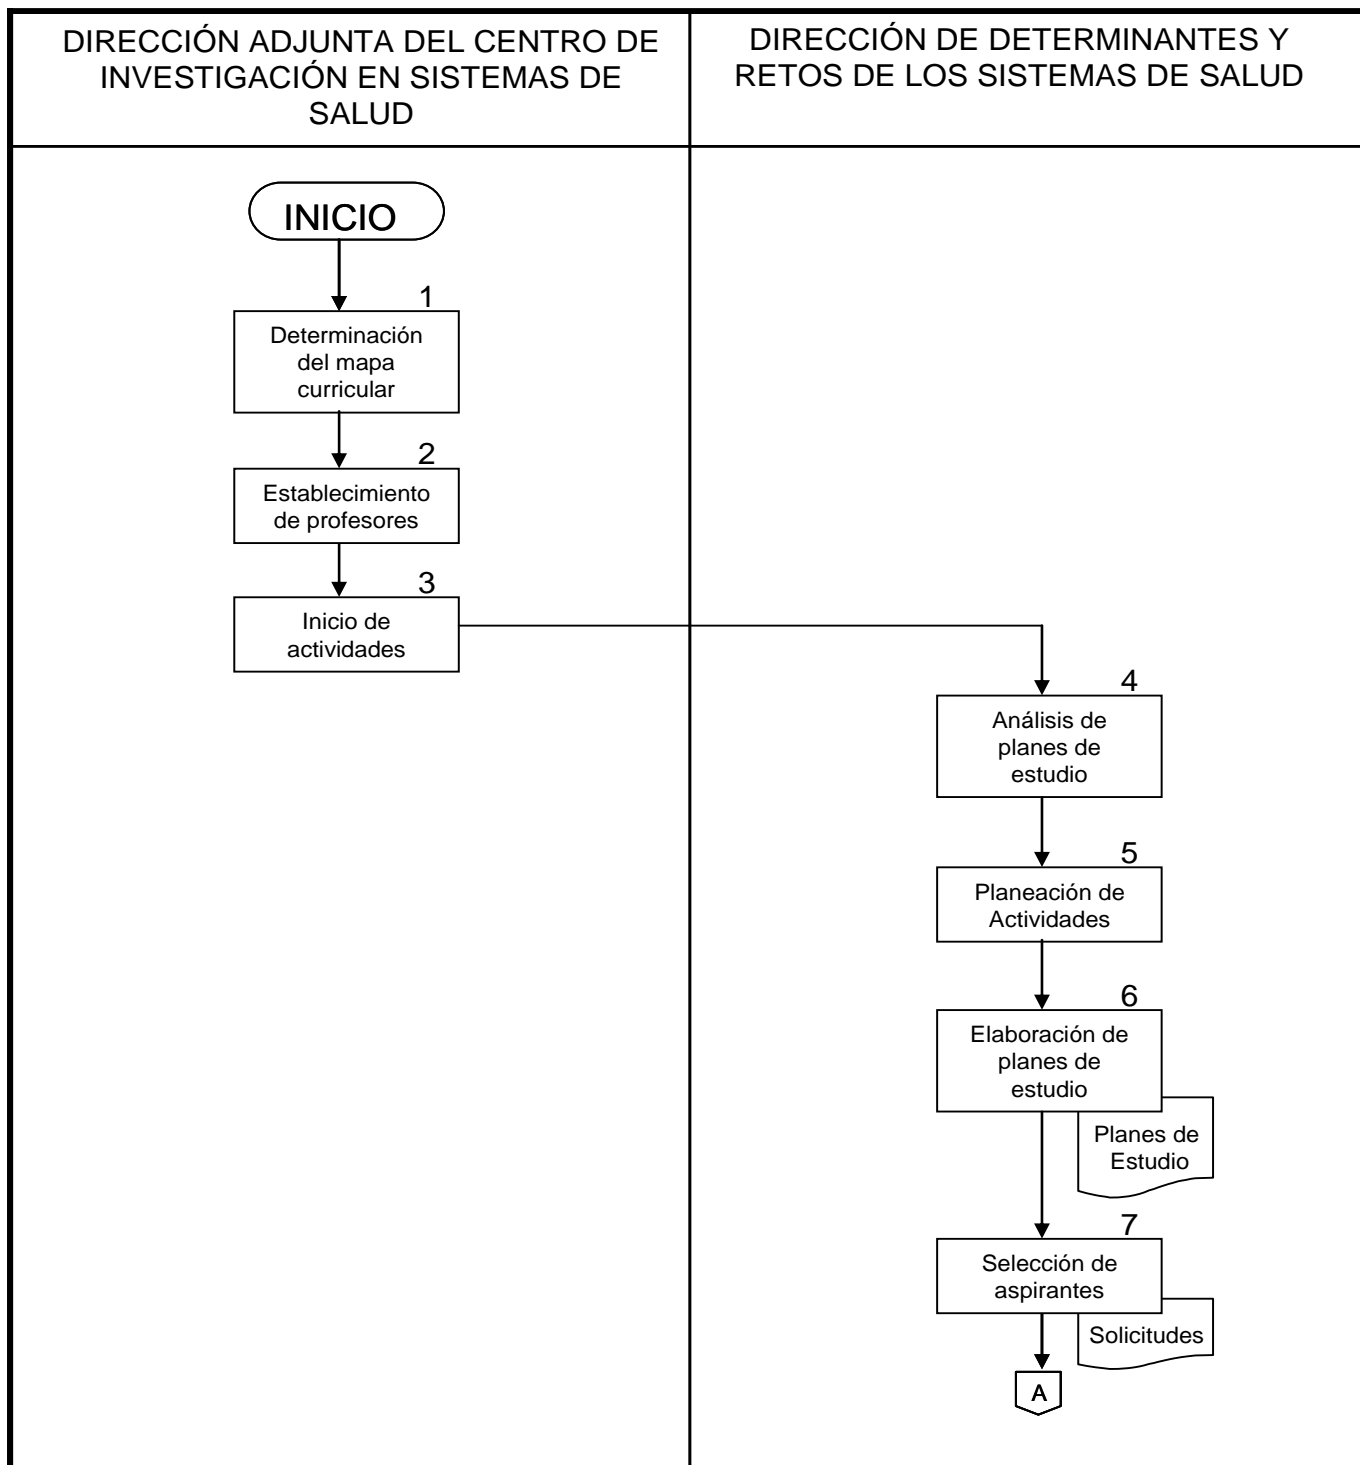 DIRECCIÓN ADJUNTA DEL CENTRO DE
INVESTIGACIÓN EN SISTEMAS DE
SALUD
DIRECCIÓN DE DETERMINANTES Y
RETOS DE LOS SISTEMAS DE SALUD
INICIO
1
Determinación
del mapa
curricular
2
Establecimiento
de profesores
3
Inicio de
actividades
4
Análisis de
planes de
estudio
5
Planeación de
Actividades
6
Elaboración de
planes de
estudio
Planes de
Estudio
7
Selección de
aspirantes
Solicitudes
A